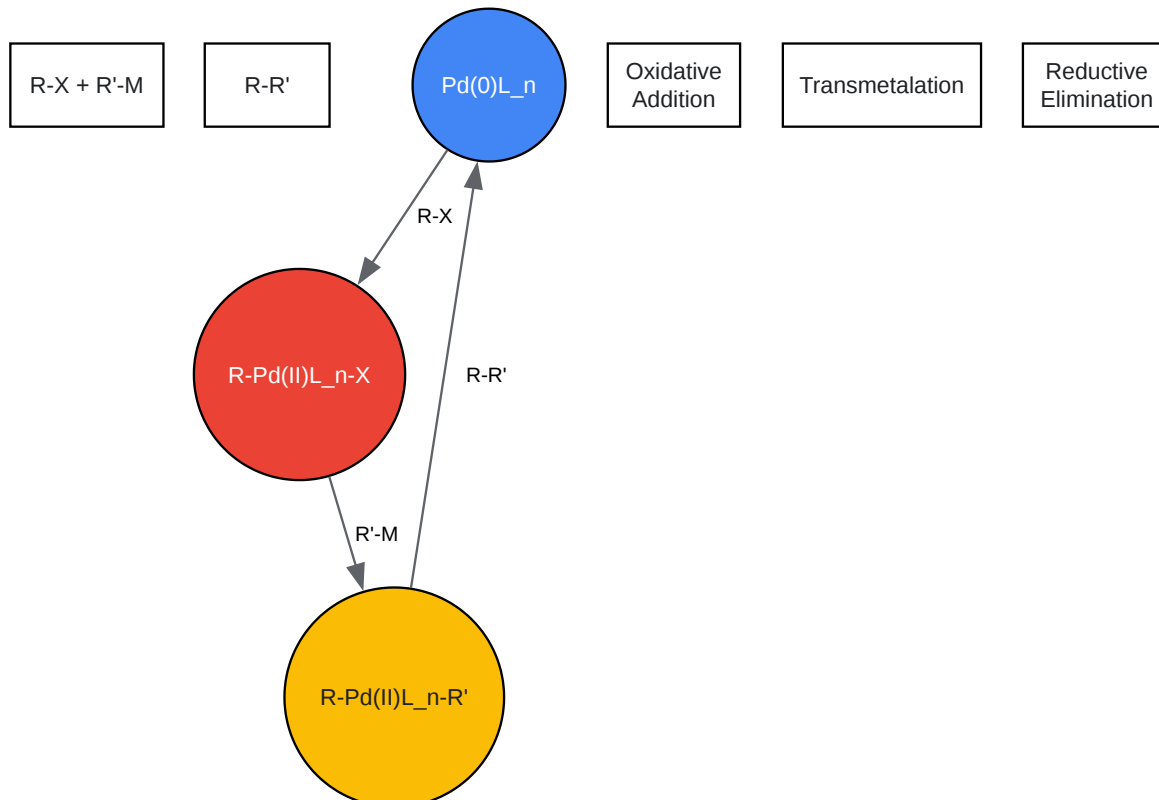 R-X + R'-M
R-R'
Pd(0)L_n
Oxidative
Addition
Transmetalation
Reductive
Elimination
R-X
R-Pd(II)L_n-X
R-R'
R'-M
R-Pd(II)L_n-R'